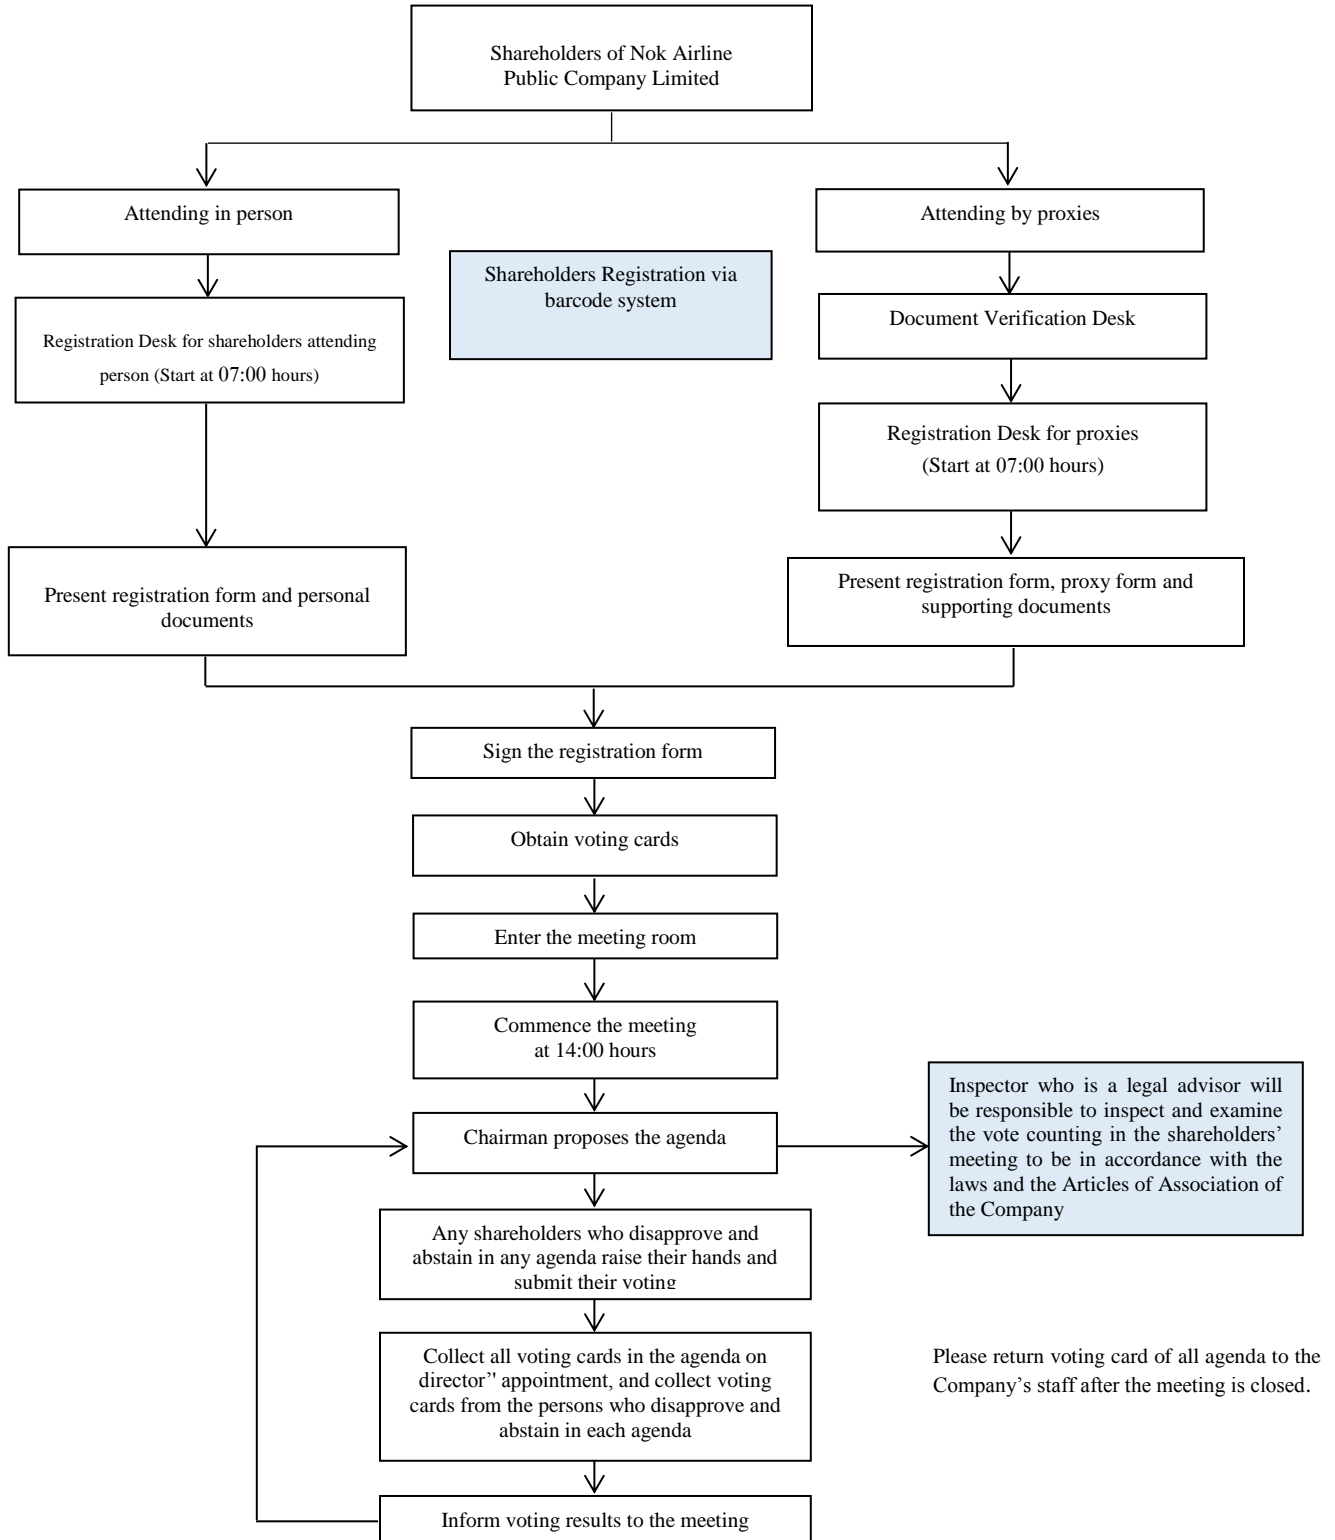 Shareholders of Nok Airline
Public Company Limited
Attending in person
Attending by proxies
Shareholders Registration via
barcode system
Registration Desk for shareholders attending
person (Start at 07:00 hours)
Document Verification Desk
Registration Desk for proxies
(Start at 07:00 hours)
Present registration form and personal
documents
Present registration form, proxy form and
supporting documents
Sign the registration form
Obtain voting cards
Enter the meeting room
Commence the meeting
at 14:00 hours
Chairman proposes the agenda
Inspector who is a legal advisor will
be responsible to inspect and examine
the vote counting in the shareholders’
meeting to be in accordance with the
laws and the Articles of Association of
the Company
Any shareholders who disapprove and
abstain in any agenda raise their hands and
submit their voting
Collect all voting cards in the agenda on
director’' appointment, and collect voting
cards from the persons who disapprove and
abstain in each agenda
Please return voting card of all agenda to the
Company’s staff after the meeting is closed.
Inform voting results to the meeting